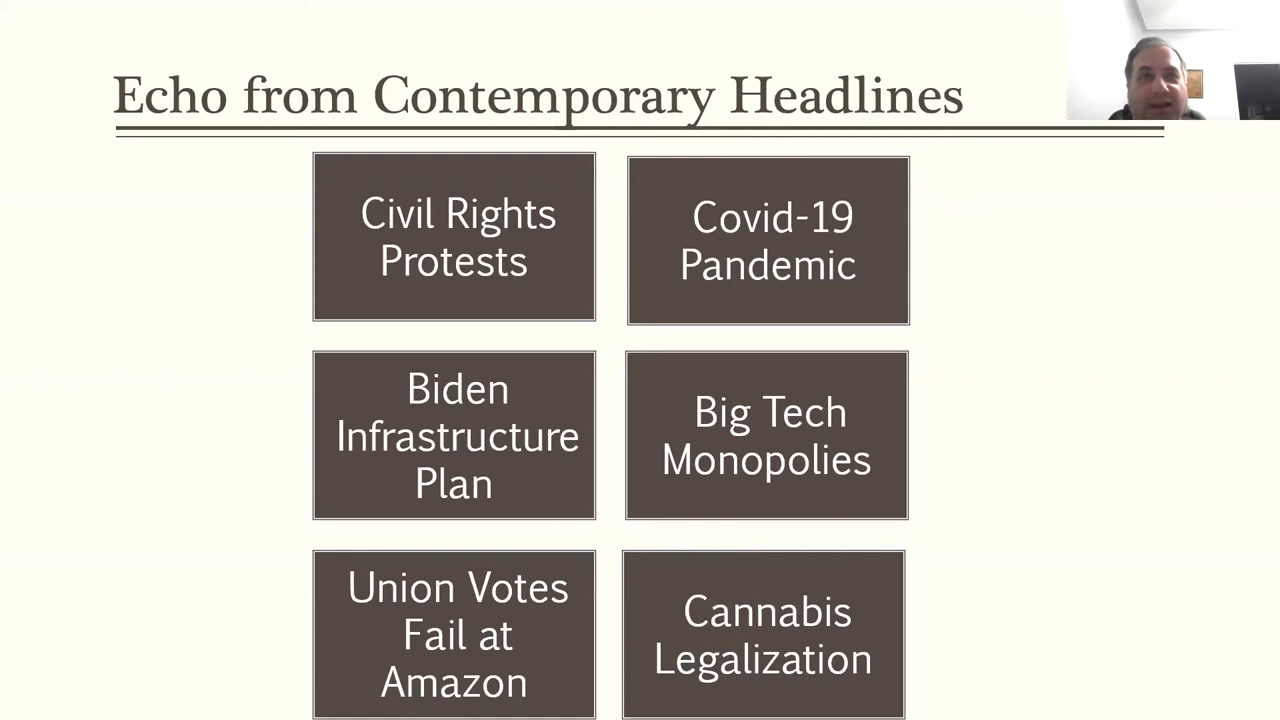 Echo from Contemporary Headlines
Civil Rights
Protests
Covid-19
Pandemic
Biden
Infrastructure
Plan
Big Tech
Monopolies
Union Votes
Fail at
Amazon
Cannabis
Legalization